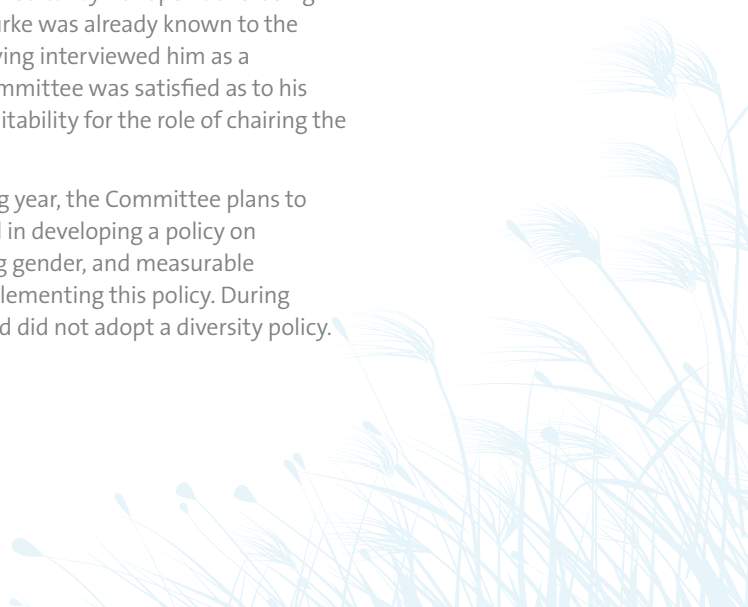 rke was already known to the
ving interviewed him as a
mmittee was satisfied as to his
itability for the role of chairing the
g year, the Committee plans to
l in developing a policy on
g gender, and measurable
lementing this policy. During
d did not adopt a diversity policy.